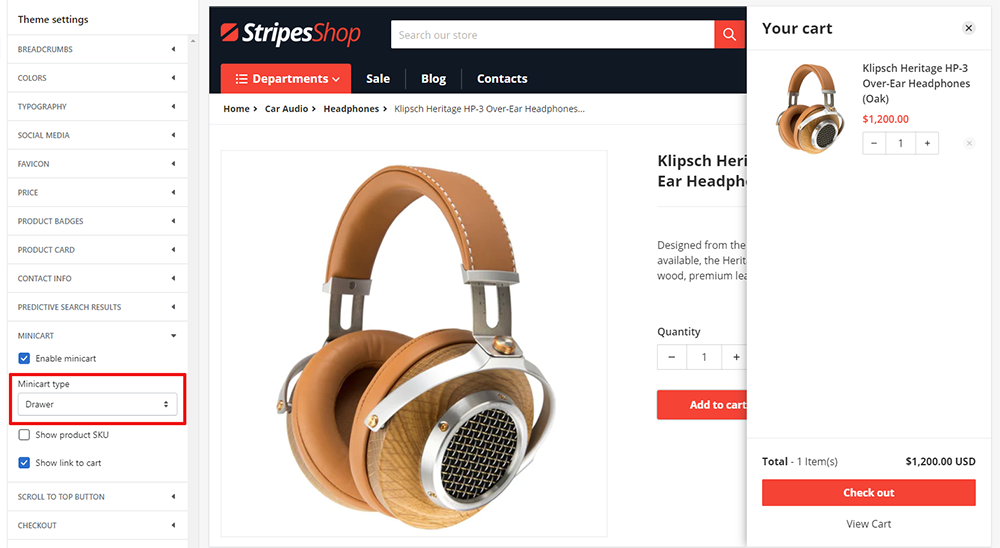 Theme settings
BREADCRUMBS
COLORS
TYPOGRAPHY
SOCIAL MEDIA
FAVICON
PRICE
PRODUCT BADGES
PRODUCT CARD
CONTACT INFO
PREDICTIVE SEARCH RESULTS
MINICART
Enable minicart
Minicart type
Drawer
Show product SKU
Show link to cart
SCROLL TO TOP BUTTON
CHECKOUT
StripesShop
Search our store
Departments Sale Blog Contacts
Home Car Audio Headphones Klipsch Heritage HP-3 Over-Ear Headphones...
Klipsch Heri
Ear Headph
Designed from the
available, the Herit
wood, premium lea
Quantity
− 1 +
Add to cart
Your cart
Klipsch Heritage HP-3
Over-Ear Headphones
(Oak)
$1,200.00
− 1 +
Total - 1 Item(s) $1,200.00 USD
Check out
View Cart